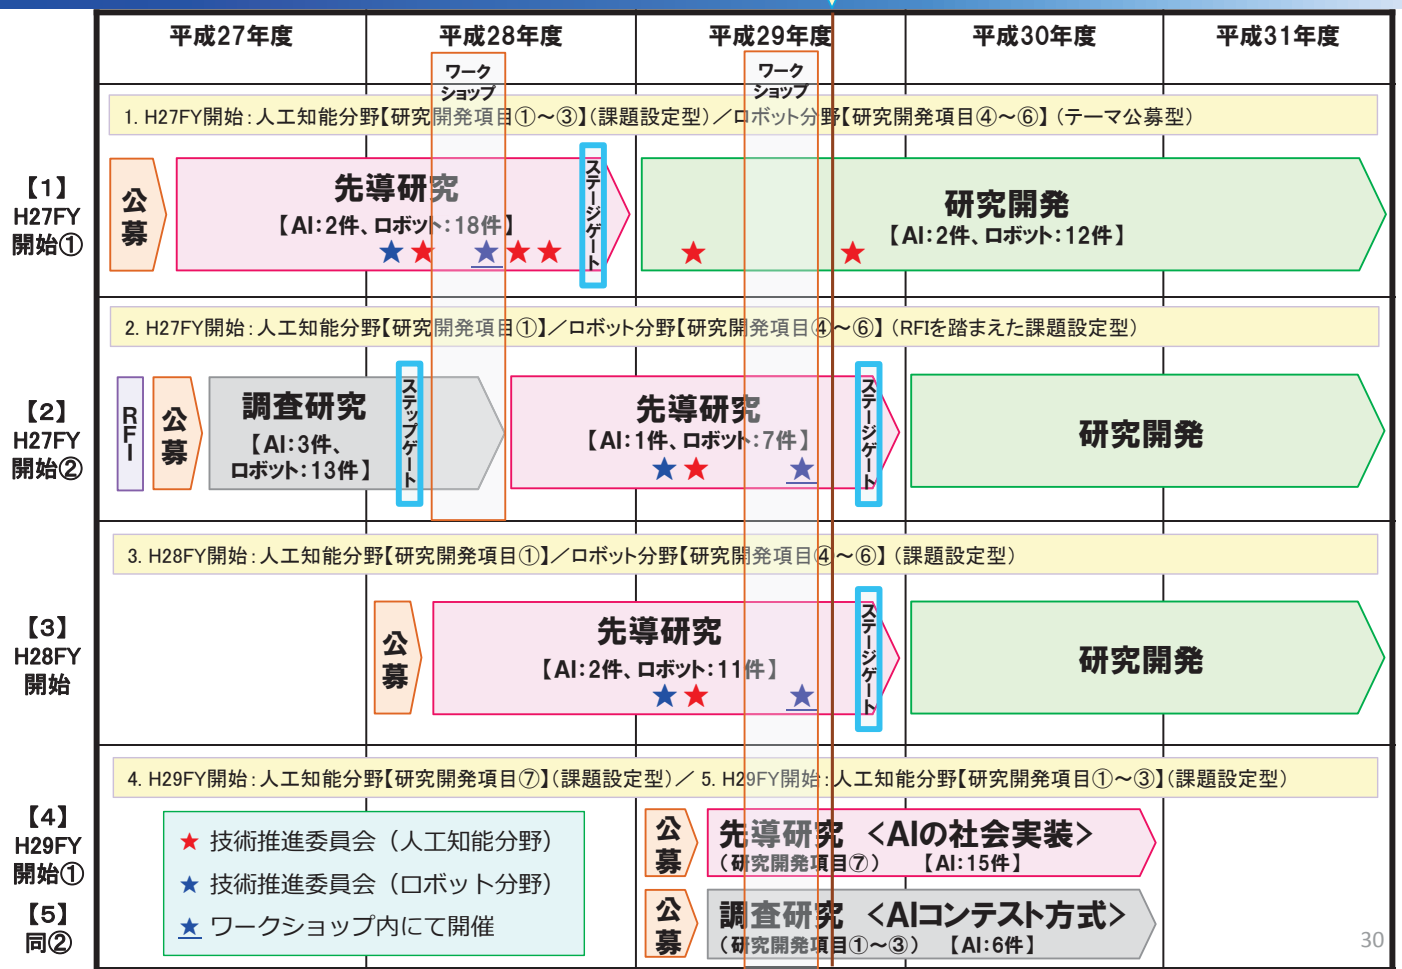 平成27年度
平成28年度
平成29年度
平成30年度
平成31年度
ワーク
ショップ
ワーク
ショップ
1. H27FY開始：人工知能分野【研究開発項目①～③】（課題設定型）／ロボット分野【研究開発項目④～⑥】（テーマ公募型）
【1】
H27FY
開始①
公募
先導研究
【AI：2件、ロボット：18件】
ステージゲート
研究開発
【AI：2件、ロボット：12件】
2. H27FY開始：人工知能分野【研究開発項目①】／ロボット分野【研究開発項目④～⑥】（RFIを踏まえた課題設定型）
【2】
H27FY
開始②
RFI
公募
調査研究
【AI：3件、
ロボット：13件】
ステップゲート
先導研究
【AI：1件、ロボット：7件】
ステージゲート
研究開発
3. H28FY開始：人工知能分野【研究開発項目①】／ロボット分野【研究開発項目④～⑥】（課題設定型）
【3】
H28FY
開始
公募
先導研究
【AI：2件、ロボット：11件】
ステージゲート
研究開発
4. H29FY開始：人工知能分野【研究開発項目⑦】（課題設定型）／ 5. H29FY開始：人工知能分野【研究開発項目①～③】（課題設定型）
【4】
H29FY
開始①
【5】
同②
★ 技術推進委員会（人工知能分野）
★ 技術推進委員会（ロボット分野）
★ ワークショップ内にて開催
公募
先導研究 ＜AIの社会実装＞
（研究開発項目⑦） 【AI：15件】
公募
調査研究 ＜AIコンテスト方式＞
（研究開発項目①～③） 【AI：6件】
30